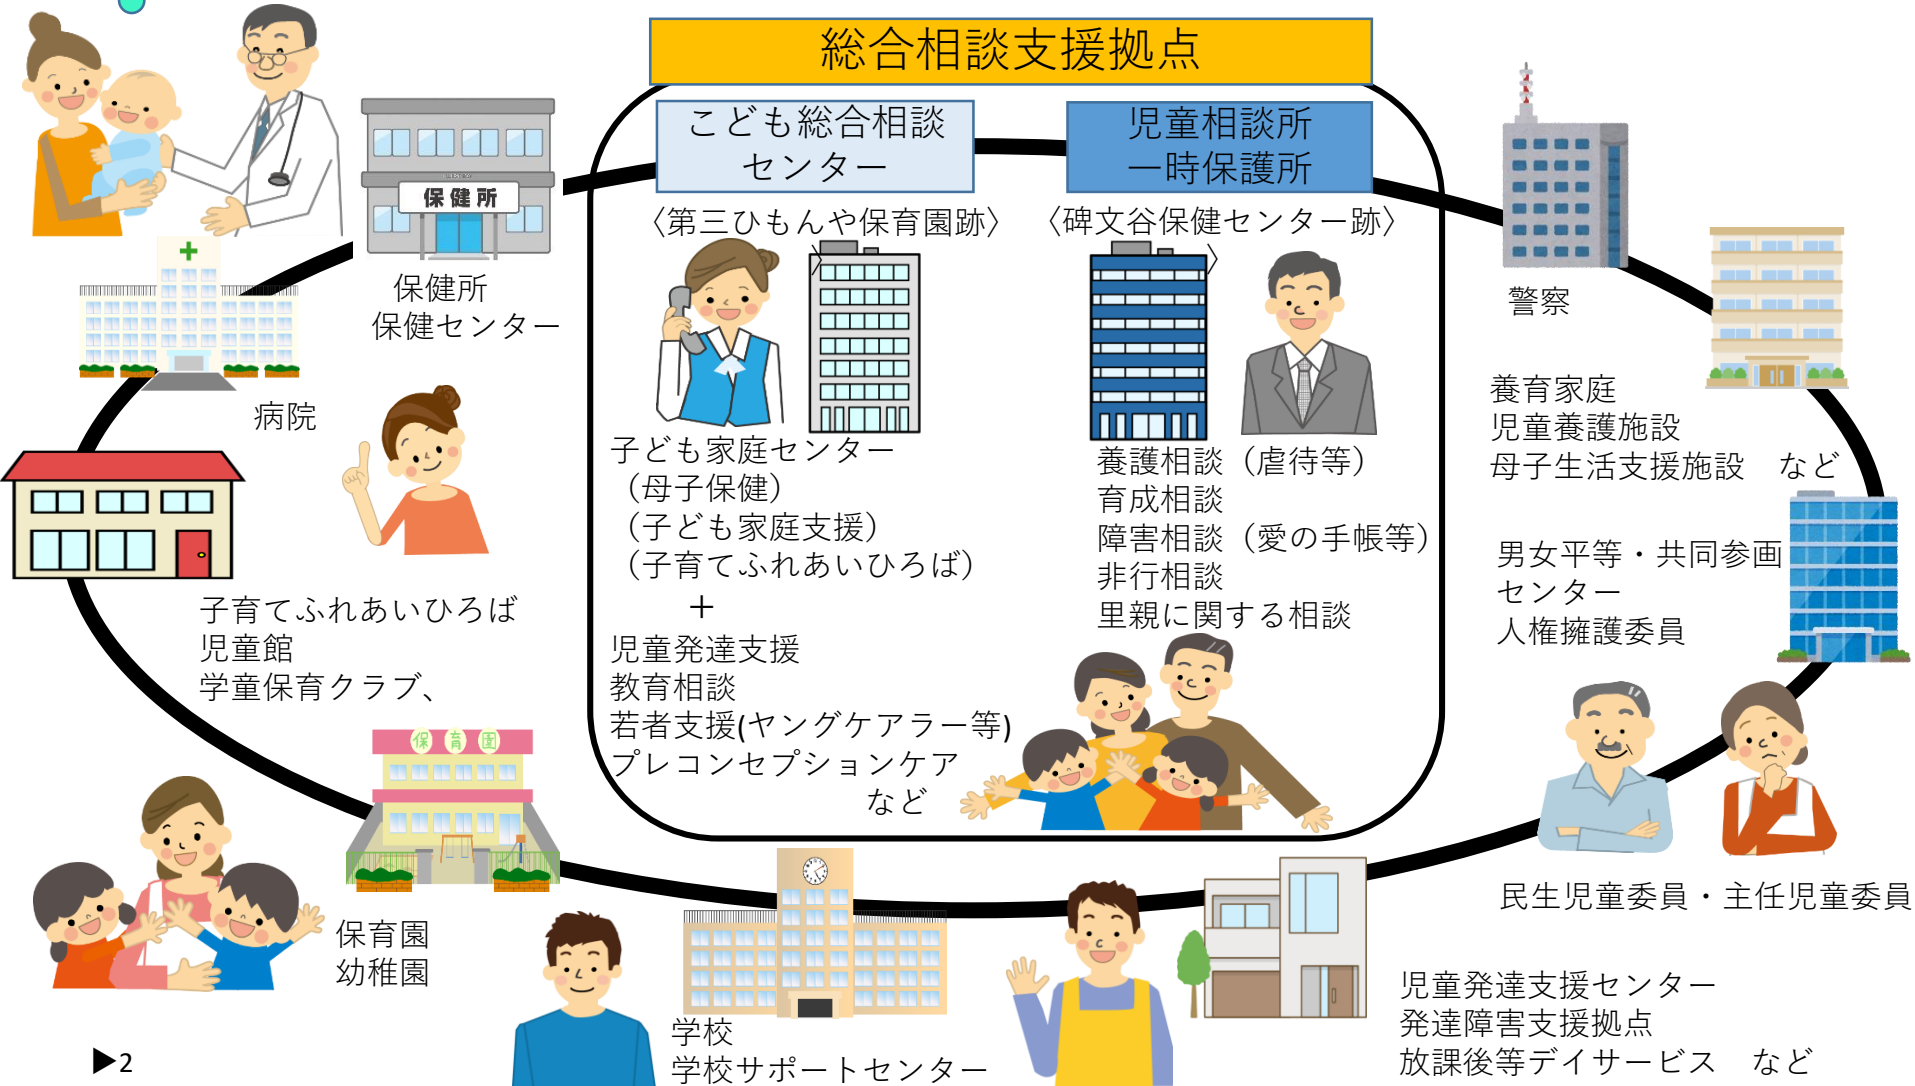 総合相談支援拠点
こども総合相談
センター
〈第三ひもんや保育園跡〉
児童相談所
一時保護所
〈碑文谷保健センター跡〉
子ども家庭センター
（母子保健）
（子ども家庭支援）
（子育てふれあいひろば）
＋
児童発達支援
教育相談
若者支援(ヤングケアラー等)
プレコンセプションケア
など
養護相談（虐待等）
育成相談
障害相談（愛の手帳等）
非行相談
里親に関する相談
保健所
保健所
保健センター
病院
子育てふれあいひろば
児童館
学童保育クラブ、
保育園
保育園
幼稚園
学校
学校サポートセンター
児童発達支援センター
発達障害支援拠点
放課後等デイサービス　など
民生児童委員・主任児童委員
男女平等・共同参画
センター
人権擁護委員
養育家庭
児童養護施設
母子生活支援施設　など
警察
▶2